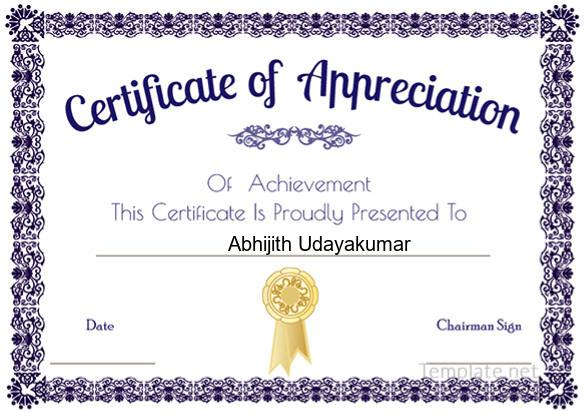 Certificate of Appreciation
Of Achievement
This Certificate Is Proudly Presented To
Abhijith Udayakumar
Date
Chairman Sign
Template.net